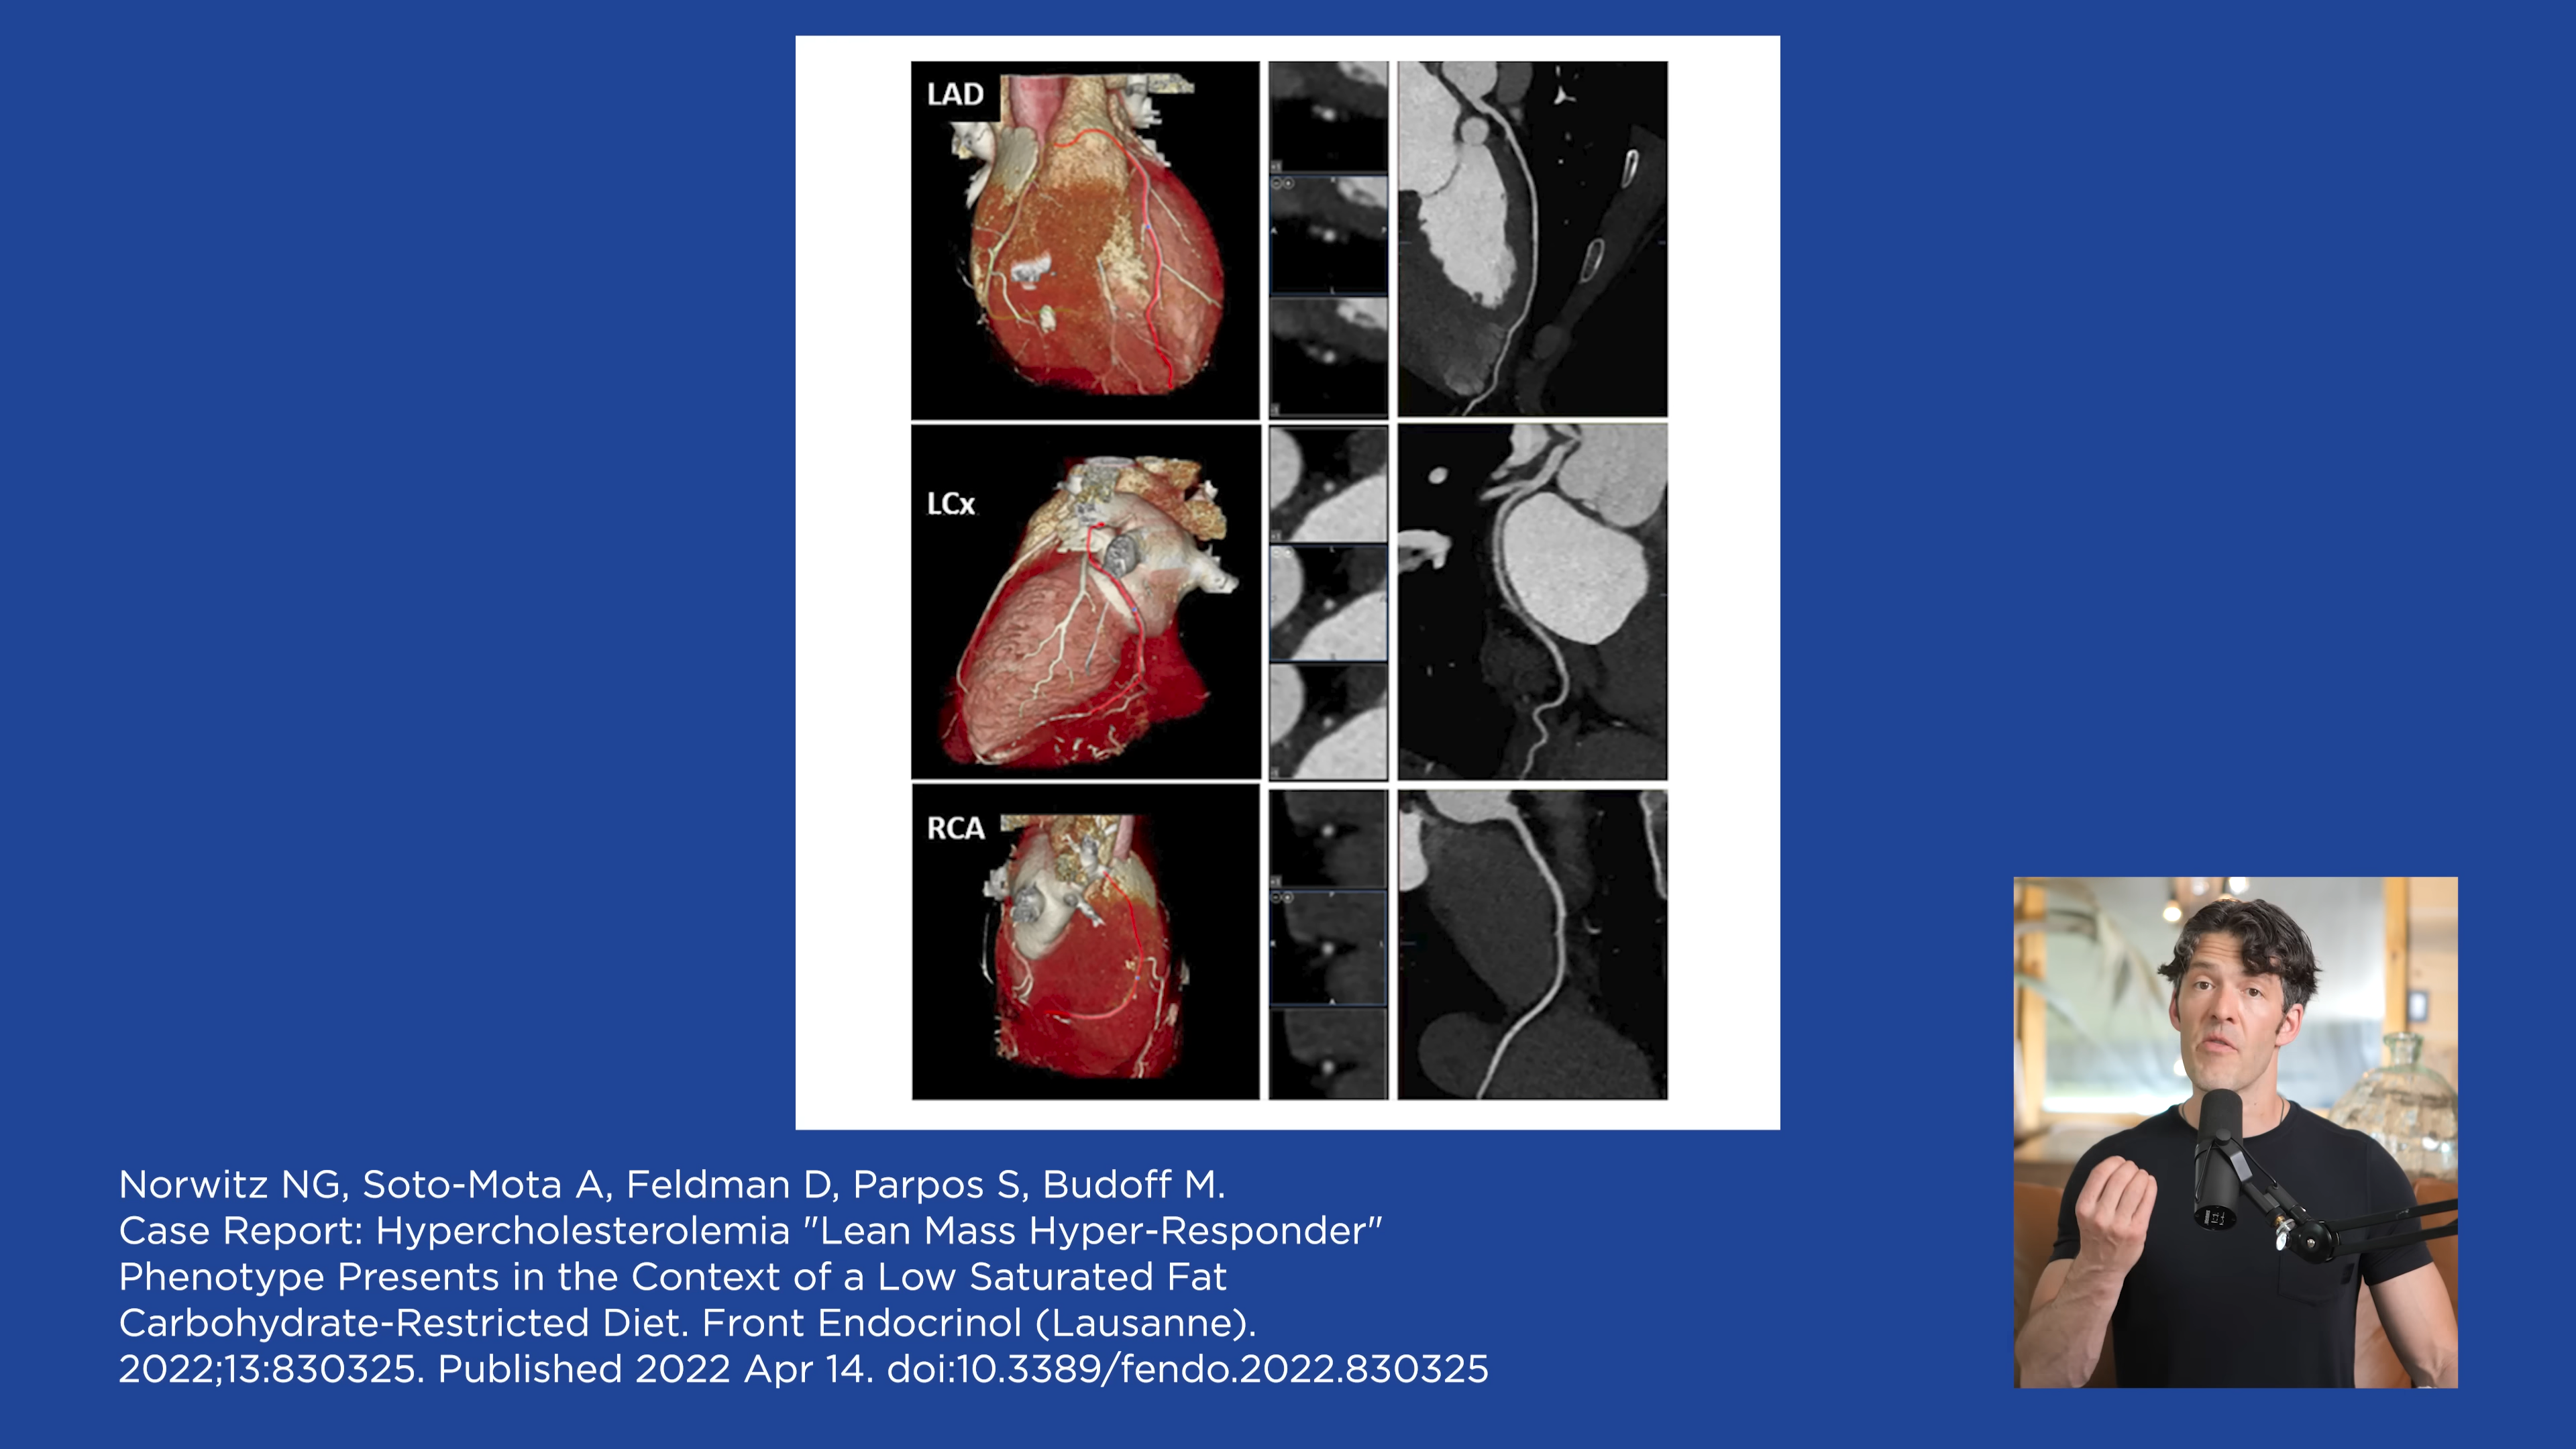 LAD
LCx
RCA
Norwitz NG, Soto-Mota A, Feldman D, Parpos S, Budoff M.
Case Report: Hypercholesterolemia "Lean Mass Hyper-Responder"
Phenotype Presents in the Context of a Low Saturated Fat
Carbohydrate-Restricted Diet. Front Endocrinol (Lausanne).
2022;13:830325. Published 2022 Apr 14. doi:10.3389/fendo.2022.830325